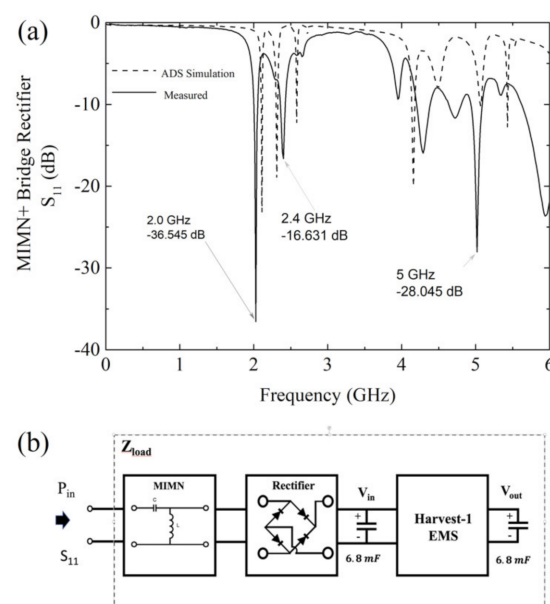 (a)
MIMN+ Bridge Rectifier
S11 (dB)
0
-10
-20
-30
-40
ADS Simulation
Measured
2.0 GHz
-36.545 dB
2.4 GHz
-16.631 dB
5 GHz
-28.045 dB
0 1 2 3 4 5 6
Frequency (GHz)
(b)
Zload
Pin
S11
MIMN
C
L
Rectifier
Vin
+
-
6.8 mF
Harvest-1
EMS
Vout
+
-
6.8 mF